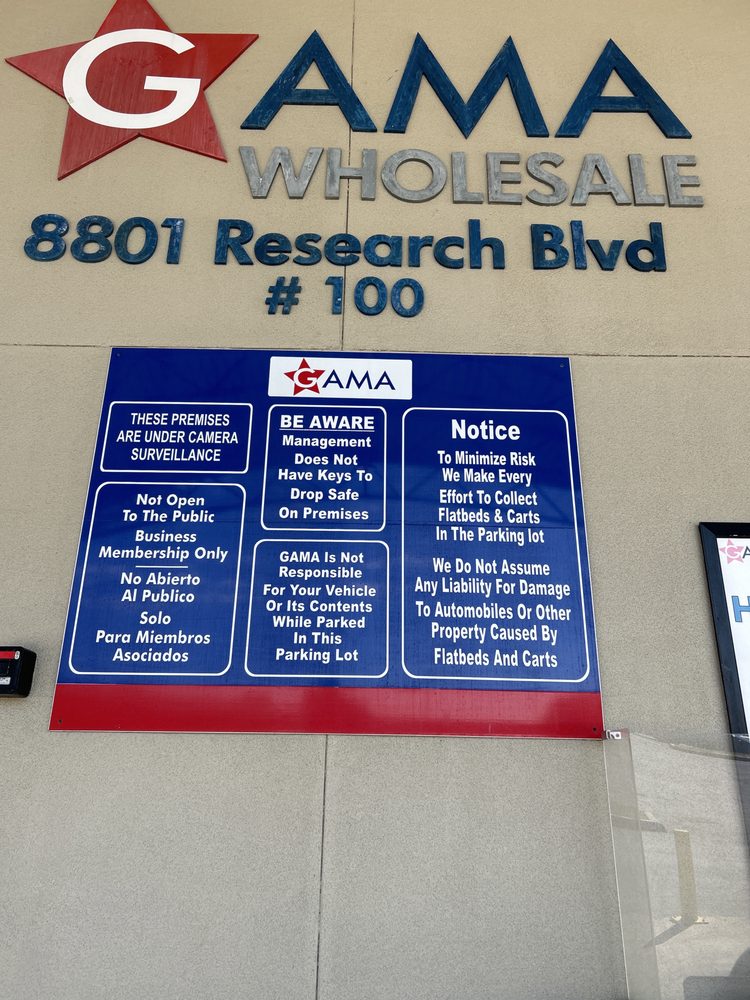 GAMA
WHOLESALE
8801 Research Blvd
# 100
GAMA
THESE PREMISES
ARE UNDER CAMERA
SURVEILLANCE
Not Open
To The Public
Business
Membership Only
No Abierto
Al Publico
Solo
Para Miembros
Asociados
BE AWARE
Management
Does Not
Have Keys To
Drop Safe
On Premises
GAMA Is Not
Responsible
For Your Vehicle
Or Its Contents
While Parked
In This
Parking Lot
Notice
To Minimize Risk
We Make Every
Effort To Collect
Flatbeds & Carts
In The Parking lot
We Do Not Assume
Any Liability For Damage
To Automobiles Or Other
Property Caused By
Flatbeds And Carts